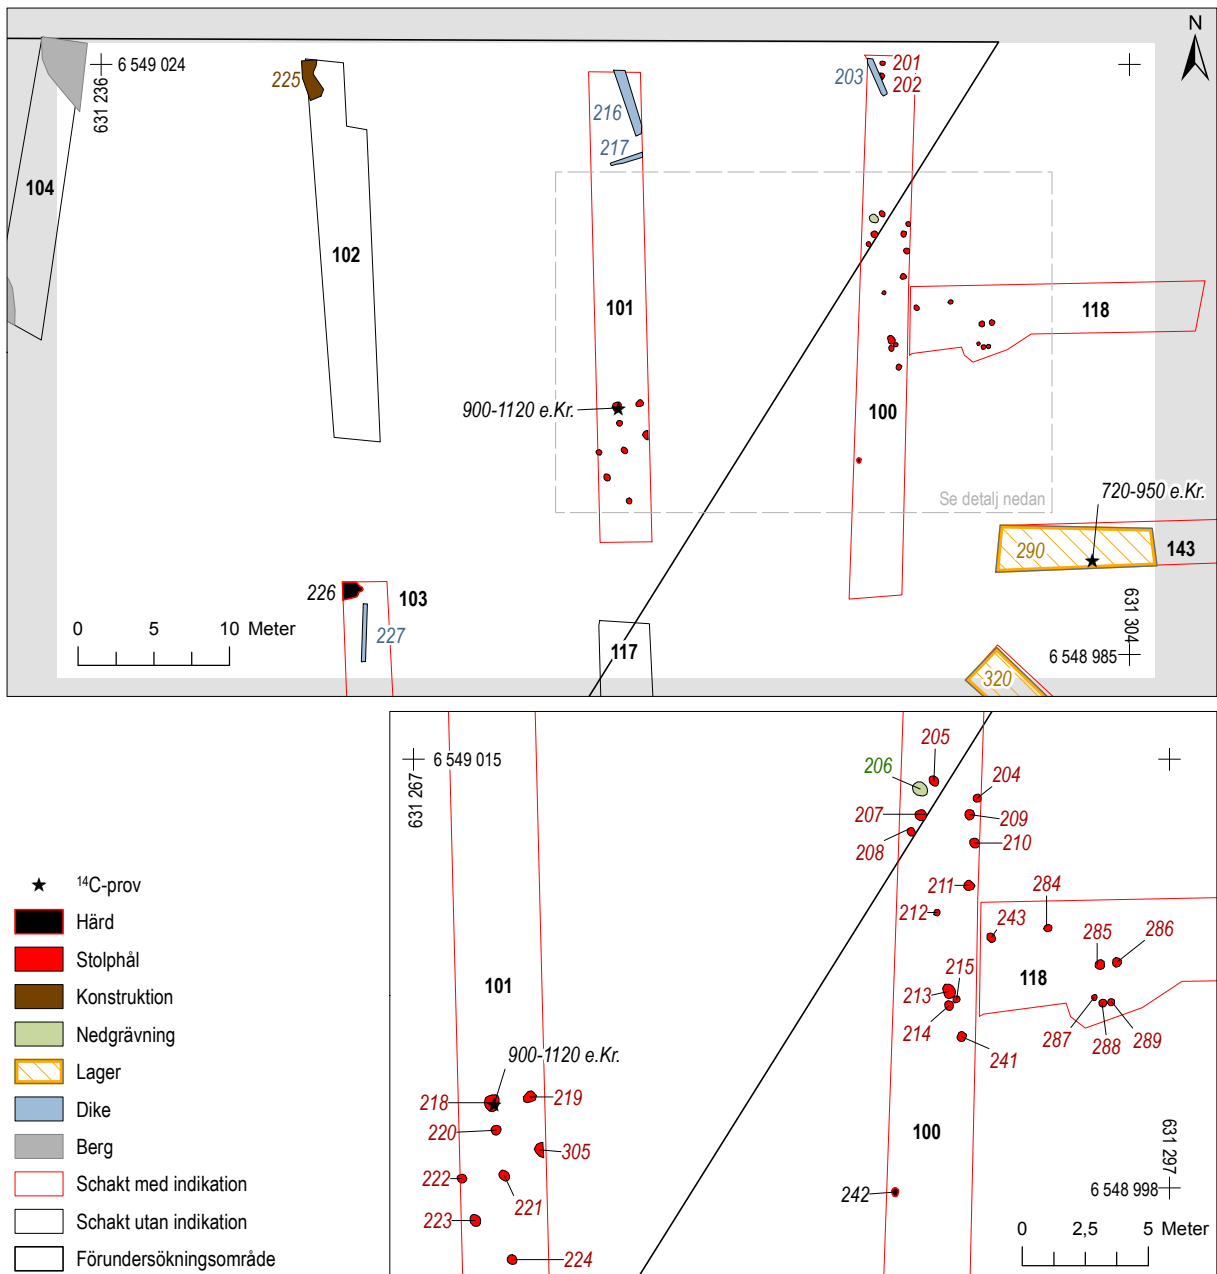 N
6 549 024
631 236
225
216
217
203
201
202
104
102
101
118
100
900-1120 e.Kr.
Se detalj nedan
720-950 e.Kr.
290
143
226
103
227
0 5 10 Meter
117
631 304
6 548 985
320
6 549 015
631 267
205
206
204
207
209
208
210
211
212
284
243
285
286
118
101
215
213
214
287
288
289
241
900-1120 e.Kr.
218
219
220
305
100
222
221
242
223
224
631 297
6 548 998
0 2,5 5 Meter
14C-prov
Härd
Stolphål
Konstruktion
Nedgrävning
Lager
Dike
Berg
Schakt med indikation
Schakt utan indikation
Förundersökningsområde